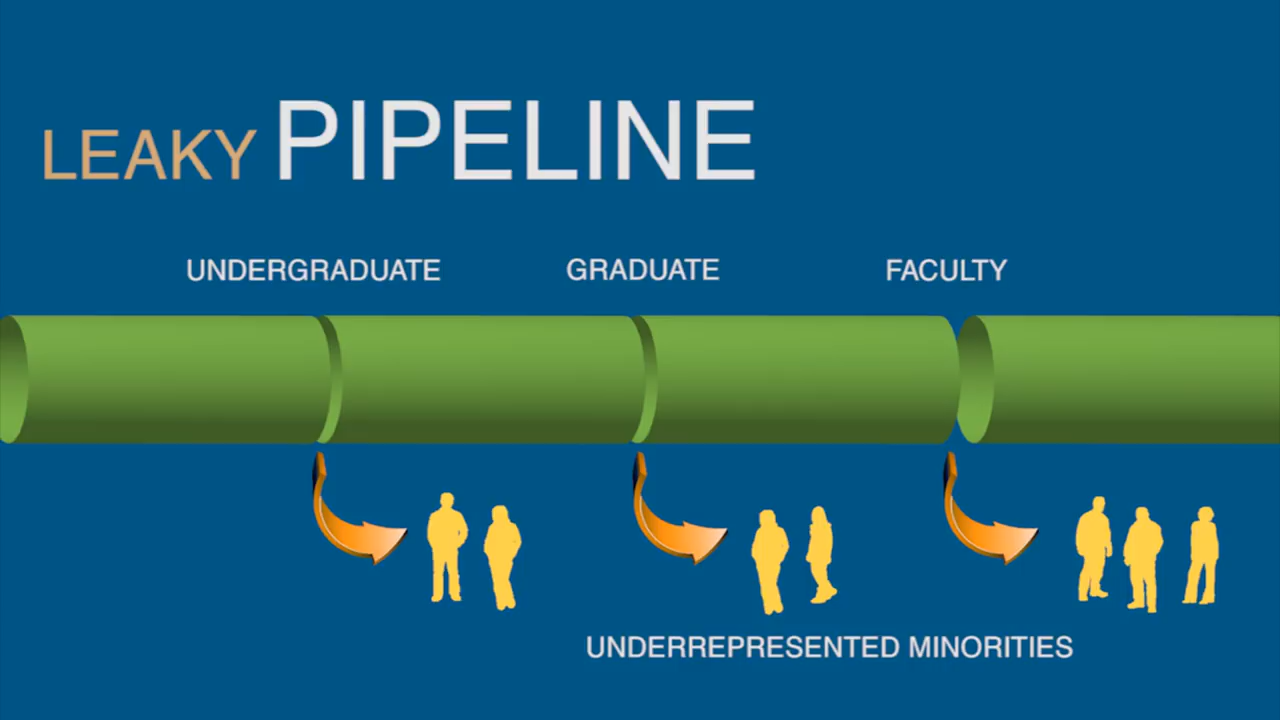 LEAKY PIPELINE
UNDERGRADUATE GRADUATE FACULTY
UNDERREPRESENTED MINORITIES